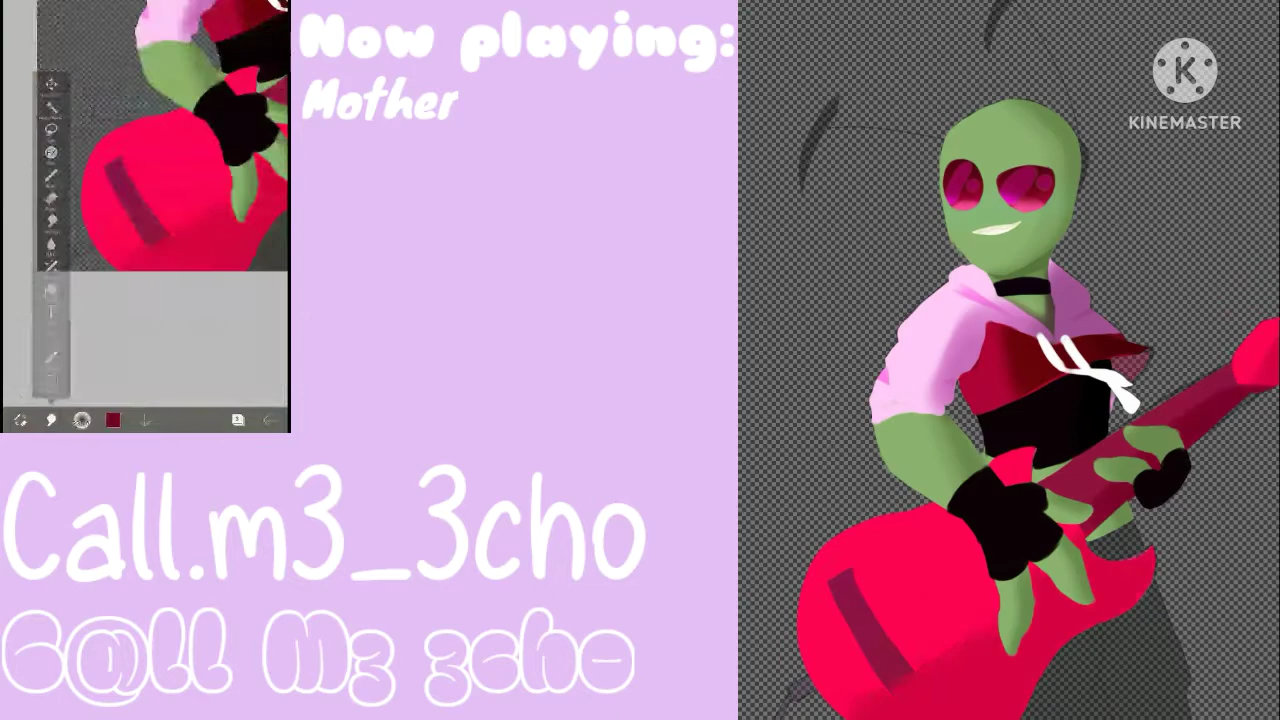 Now playing:
Mother
K
KINEMASTER
Call.m3_3cho
C@ll M3 3cho